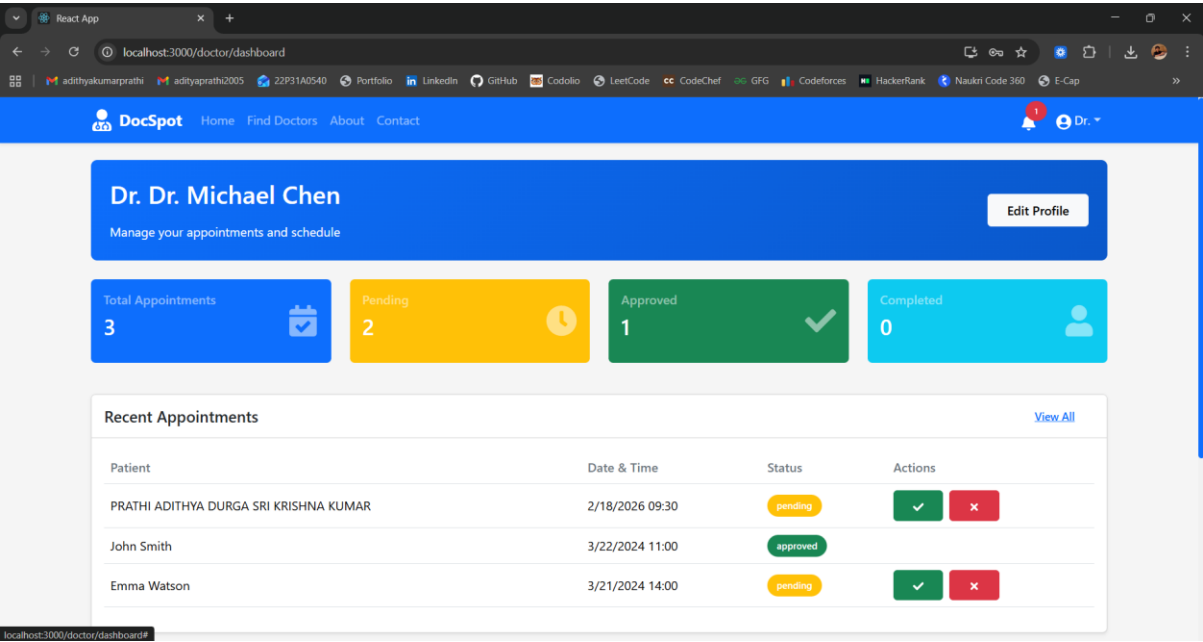 React App
localhost:3000/doctor/dashboard
adithyakumarprathi adityaprathi2005 22P31A0540 Portfolio LinkedIn GitHub Codolio LeetCode CodeChef GFG Codeforces HackerRank Naukri Code 360 E-Cap
DocSpot Home Find Doctors About Contact 1 Dr.
Dr. Dr. Michael Chen
Edit Profile
Manage your appointments and schedule
Total Appointments Pending Approved Completed
3 2 1 0
Recent Appointments View All
Patient Date & Time Status Actions
PRATHI ADITHYA DURGA SRI KRISHNA KUMAR 2/18/2026 09:30 pending
John Smith 3/22/2024 11:00 approved
Emma Watson 3/21/2024 14:00 pending
localhost:3000/doctor/dashboard#